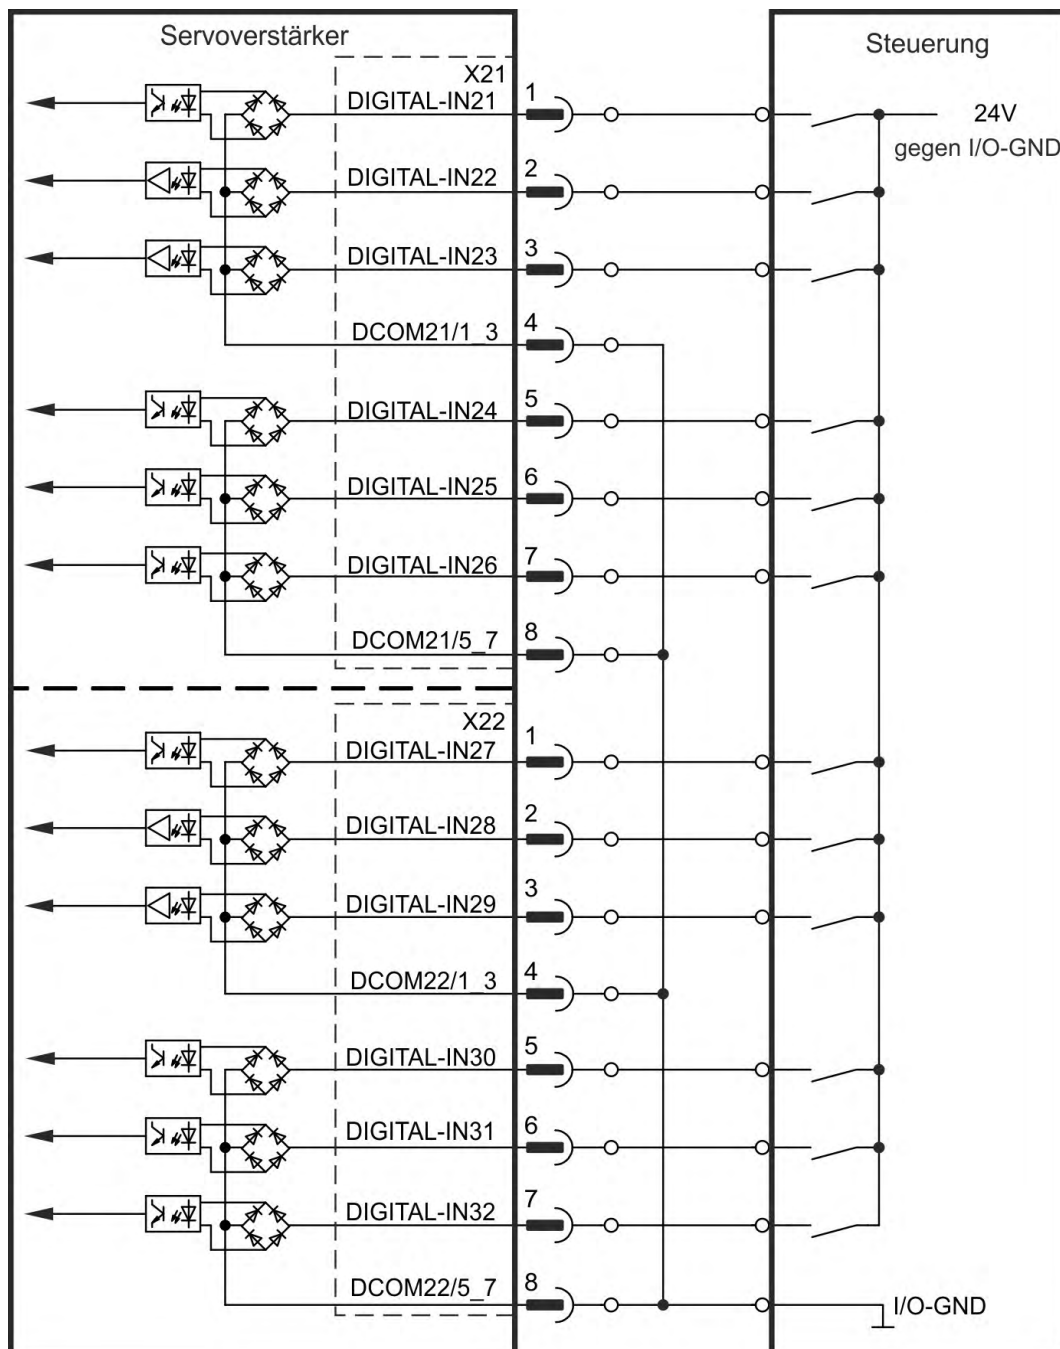 Servoverstärker
Steuerung
X21
DIGITAL-IN21
1
24V
gegen I/O-GND
DIGITAL-IN22
2
DIGITAL-IN23
3
DCOM21/1_3
4
DIGITAL-IN24
5
DIGITAL-IN25
6
DIGITAL-IN26
7
DCOM21/5_7
8
X22
DIGITAL-IN27
1
DIGITAL-IN28
2
DIGITAL-IN29
3
DCOM22/1_3
4
DIGITAL-IN30
5
DIGITAL-IN31
6
DIGITAL-IN32
7
DCOM22/5_7
8
I/O-GND